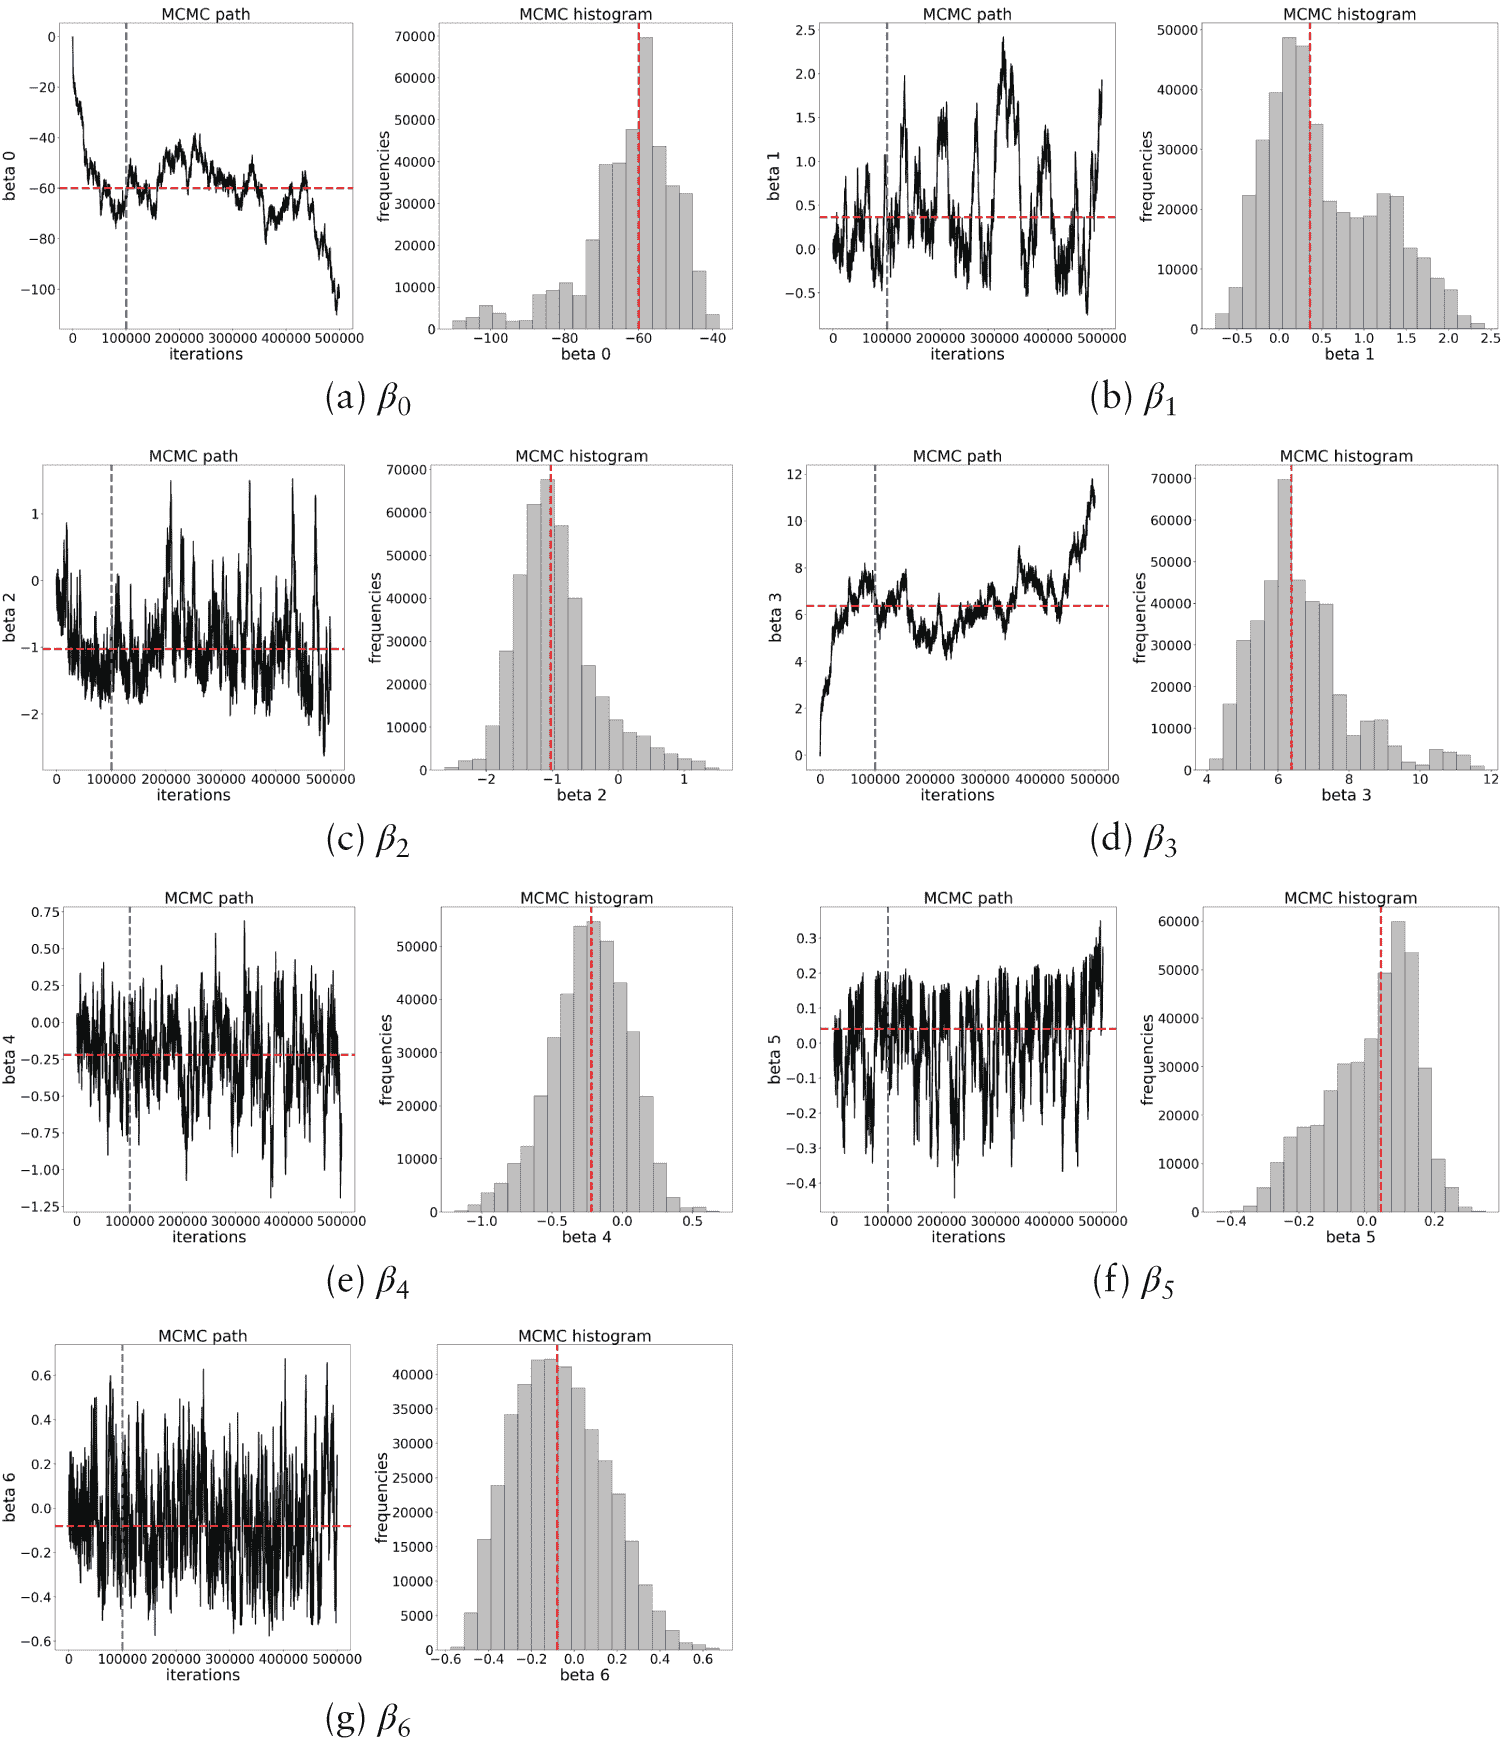 MCMC path
MCMC histogram
MCMC path
MCMC histogram
0
−20
−40
−60
−80
−100
beta 0
0 100000 200000 300000 400000 500000
iterations
70000
60000
50000
40000
30000
20000
10000
0
frequencies
−100 −80 −60 −40
beta 0
2.5
2.0
1.5
1.0
0.5
0.0
−0.5
beta 1
0 100000 200000 300000 400000 500000
iterations
50000
40000
30000
20000
10000
0
frequencies
−0.5 0.0 0.5 1.0 1.5 2.0 2.5
beta 1
(a) β0
(b) β1
MCMC path
MCMC histogram
MCMC path
MCMC histogram
1
0
−1
−2
beta 2
0 100000 200000 300000 400000 500000
iterations
70000
60000
50000
40000
30000
20000
10000
0
frequencies
−2 −1 0 1
beta 2
12
10
8
6
4
2
0
beta 3
0 100000 200000 300000 400000 500000
iterations
70000
60000
50000
40000
30000
20000
10000
0
frequencies
4 6 8 10 12
beta 3
(c) β2
(d) β3
MCMC path
MCMC histogram
MCMC path
MCMC histogram
0.75
0.50
0.25
0.00
−0.25
−0.50
−0.75
−1.00
−1.25
beta 4
0 100000 200000 300000 400000 500000
iterations
50000
40000
30000
20000
10000
0
frequencies
−1.0 −0.5 0.0 0.5
beta 4
0.3
0.2
0.1
0.0
−0.1
−0.2
−0.3
−0.4
beta 5
0 100000 200000 300000 400000 500000
iterations
60000
50000
40000
30000
20000
10000
0
frequencies
−0.4 −0.2 0.0 0.2
beta 5
(e) β4
(f) β5
MCMC path
MCMC histogram
0.6
0.4
0.2
0.0
−0.2
−0.4
−0.6
beta 6
0 100000 200000 300000 400000 500000
iterations
40000
35000
30000
25000
20000
15000
10000
5000
0
frequencies
−0.6 −0.4 −0.2 0.0 0.2 0.4 0.6
beta 6
(g) β6